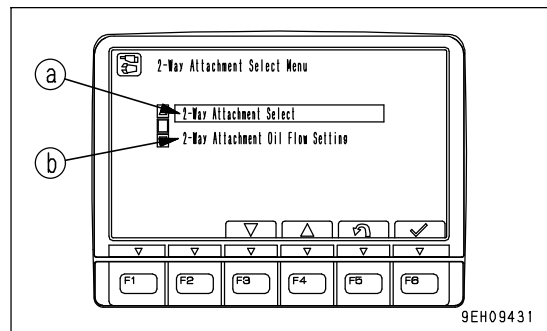 2-Way Attachment Select Menu
a
2-Way Attachment Select
b
2-Way Attachment Oil Flow Setting
F1 F2 F3 F4 F5 F6
9EH09431